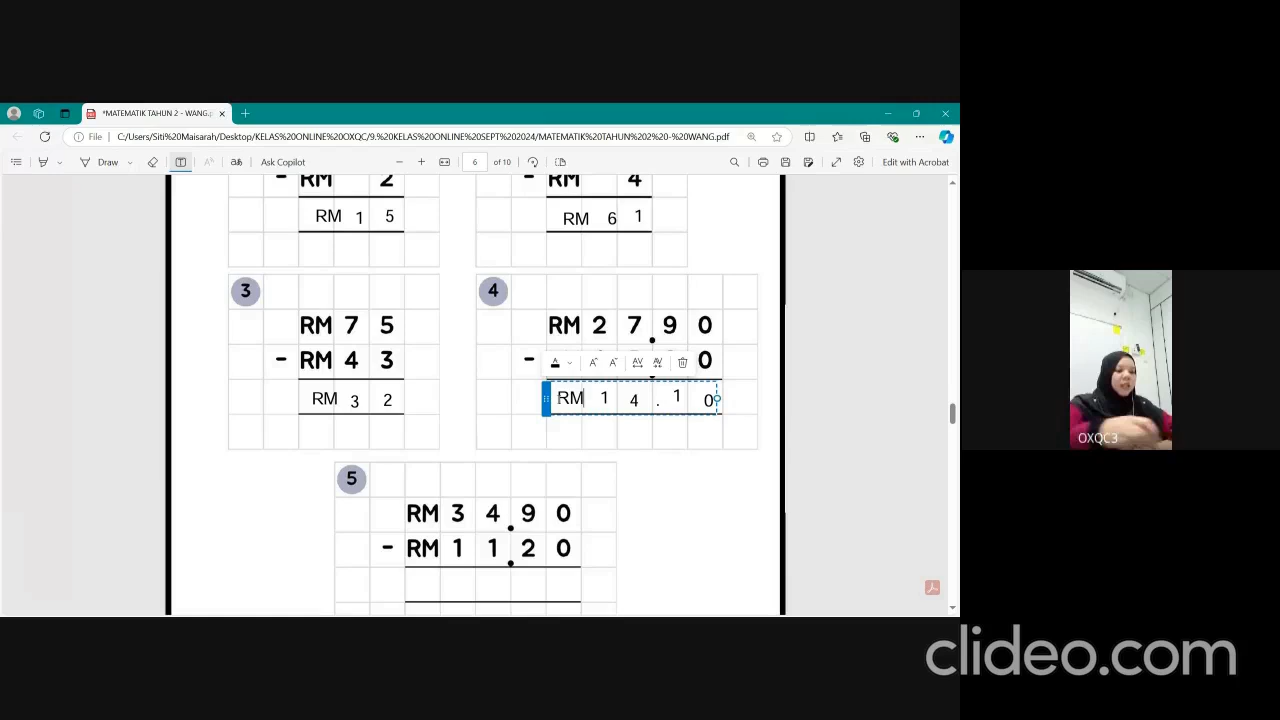 *MATEMATIK TAHUN 2 - WANG.p
File C:/Users/Siti%20Maisarah/Desktop/KELAS%20ONLINE%20OXQC/9.%20KELAS%20ONLINE%20SEPT%202024/MATEMATIK%20TAHUN%202%20-%20WANG.pdf
Draw Ask Copilot 6 of 10 Edit with Acrobat
- RM 2
RM 1 5
- RM 4
RM 6 1
3
RM 7 5
- RM 4 3
RM 3 2
4
RM 2 7.9 0
- 0
RM 1 4 . 1 0
5
RM 3 4.9 0
- RM 1 1.2 0
OXQC3
clideo.com